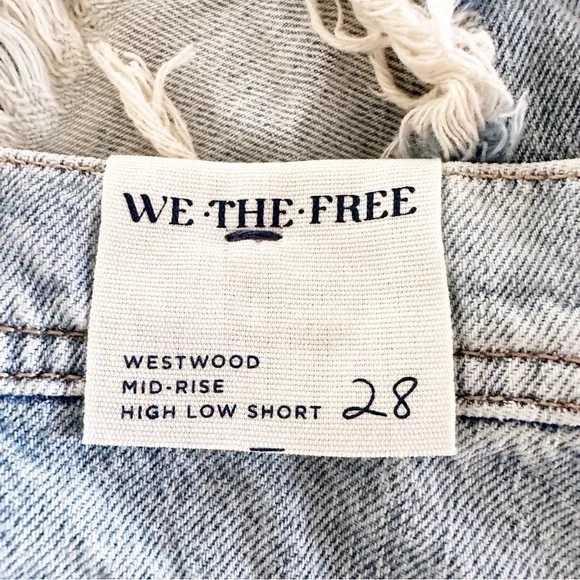 WE·THE·FREE
WESTWOOD
MID-RISE
HIGH LOW SHORT 28